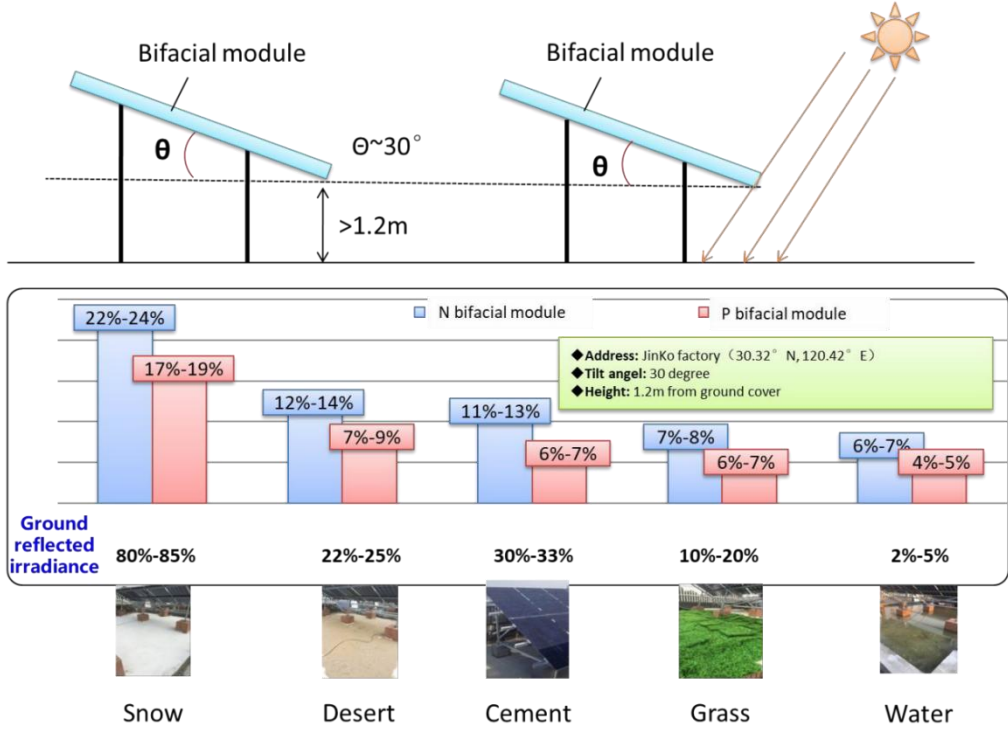 Bifacial module
Bifacial module
θ
Θ~30°
θ
>1.2m
N bifacial module
P bifacial module
22%-24%
17%-19%
12%-14%
7%-9%
11%-13%
6%-7%
7%-8%
6%-7%
6%-7%
4%-5%
◆Address: JinKo factory（30.32° N, 120.42° E）
◆Tilt angel: 30 degree
◆Height: 1.2m from ground cover
Ground
reflected
irradiance
80%-85%
22%-25%
30%-33%
10%-20%
2%-5%
Snow
Desert
Cement
Grass
Water